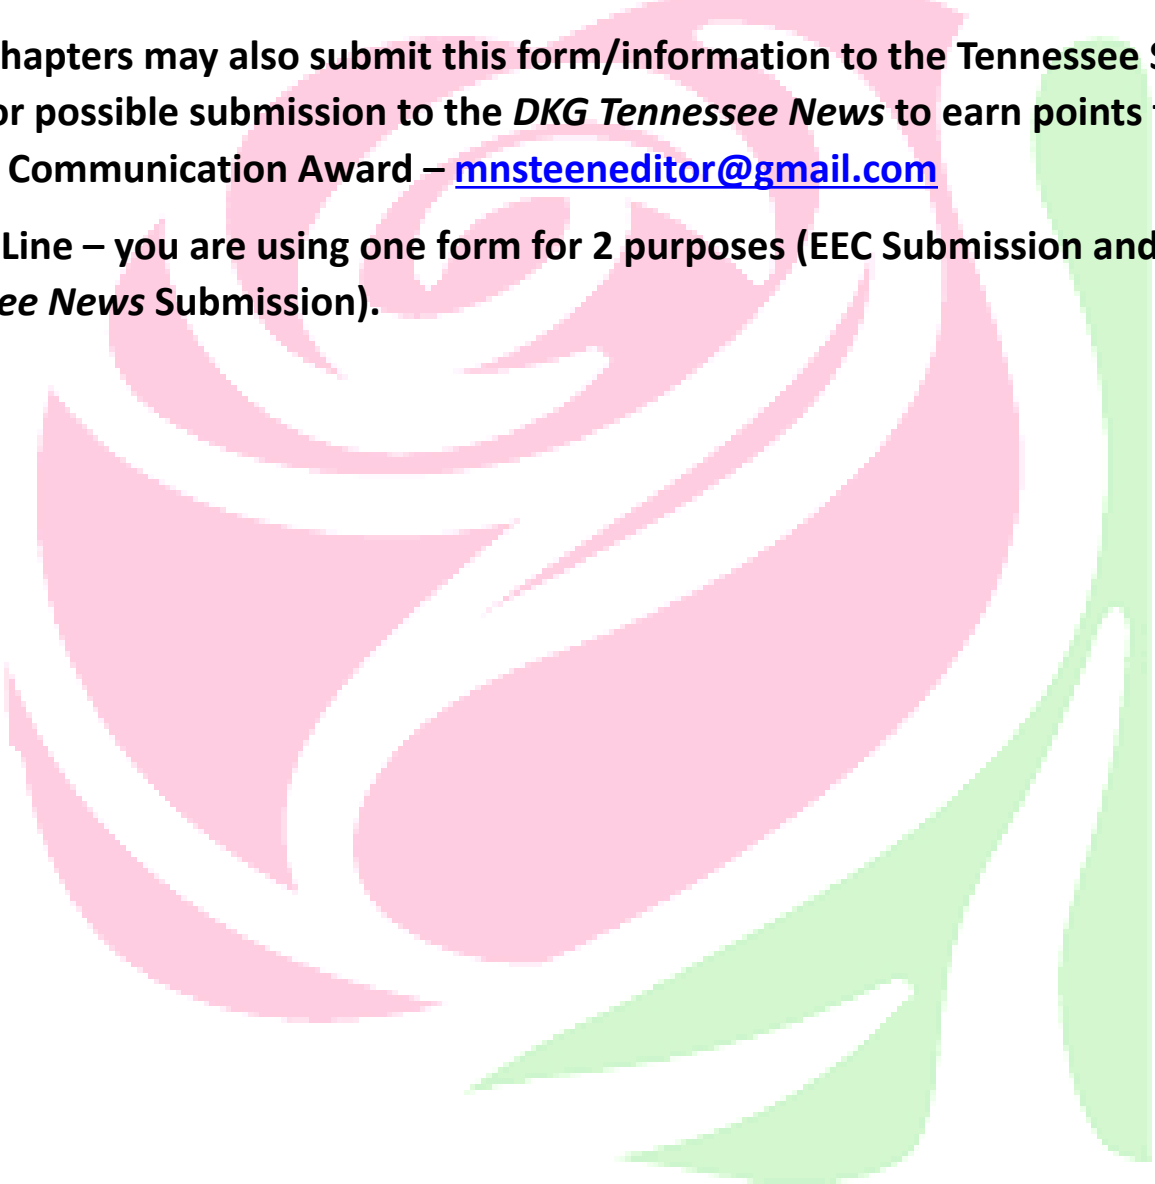 hapters may also submit this form/information to the Tennessee
or possible submission to the DKG Tennessee News to earn points
Communication Award – mnsteeneditor@gmail.com
Line – you are using one form for 2 purposes (EEC Submission and
ee News Submission).